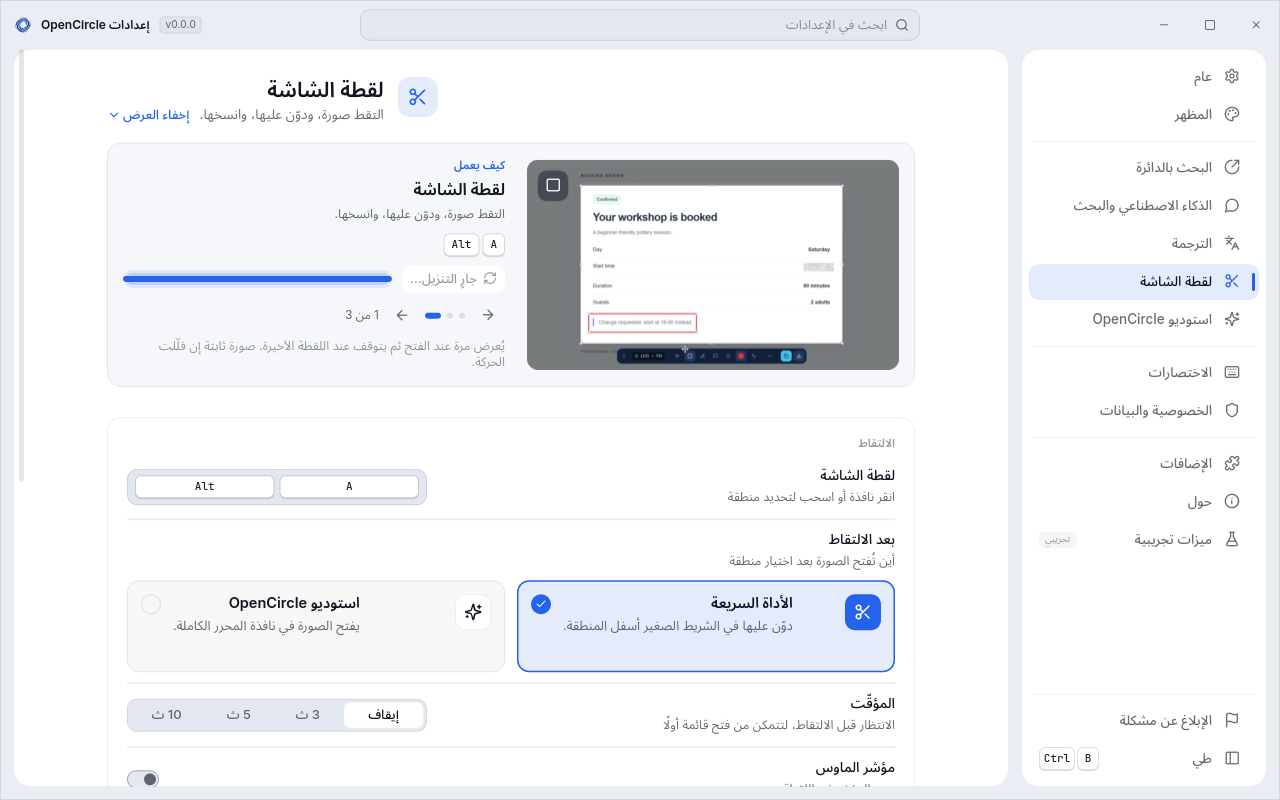 إعدادات OpenCircle
v0.0.0
ابحث في الإعدادات
عام
المظهر
البحث بالدائرة
الذكاء الاصطناعي والبحث
الترجمة
لقطة الشاشة
استوديو OpenCircle
الاختصارات
الخصوصية والبيانات
الإضافات
حول
ميزات تجريبية
تجريبي
الإبلاغ عن مشكلة
طي
Ctrl B
لقطة الشاشة
التقط صورة، ودوّن عليها، وانسخها.
إخفاء العرض
BOOKING REVIEW
Confirmed
Your workshop is booked
A beginner-friendly pottery session
Day Saturday
Start time
Duration 90 minutes
Guests 2 adults
Change requested: start at 16:00 instead
كيف يعمل
لقطة الشاشة
التقط صورة، ودوّن عليها، وانسخها.
Alt A
جارٍ التنزيل...
1 من 3
يُعرض مرة عند الفتح ثم يتوقف عند اللقطة الأخيرة. صورة ثابتة إن قلّلت
الحركة.
الالتقاط
لقطة الشاشة
انقر نافذة أو اسحب لتحديد منطقة
Alt A
بعد الالتقاط
أين تُفتح الصورة بعد اختيار منطقة
الأداة السريعة
دوّن عليها في الشريط الصغير أسفل المنطقة.
استوديو OpenCircle
يفتح الصورة في نافذة المحرر الكاملة.
المؤقّت
الانتظار قبل الالتقاط، لتتمكن من فتح قائمة أولًا
إيقاف
3 ث
5 ث
10 ث
مؤشر الماوس